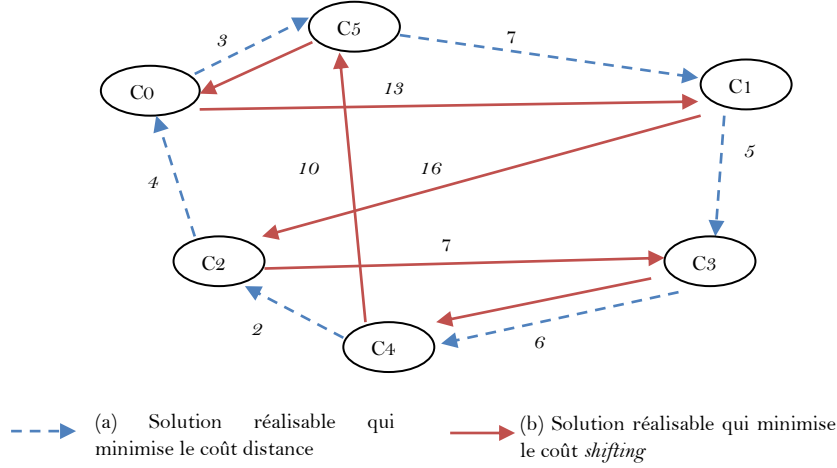 C5
3
7
C0
13
C1
5
10
16
4
7
C2
C3
2
C4
6
(a) Solution réalisable qui
minimise le coût distance
(b) Solution réalisable qui minimise
le coût shifting